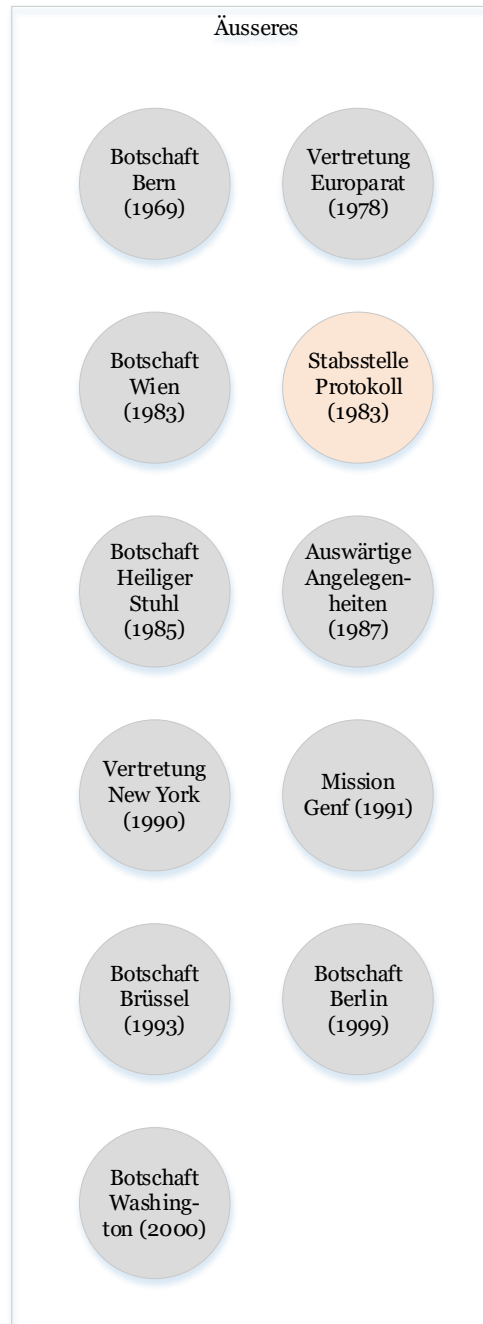 Äusseres
Botschaft
Bern
(1969)
Vertretung
Europarat
(1978)
Botschaft
Wien
(1983)
Stabsstelle
Protokoll
(1983)
Botschaft
Heiliger
Stuhl
(1985)
Auswärtige
Angelegen-
heiten
(1987)
Vertretung
New York
(1990)
Mission
Genf (1991)
Botschaft
Brüssel
(1993)
Botschaft
Berlin
(1999)
Botschaft
Washing-
ton (2000)